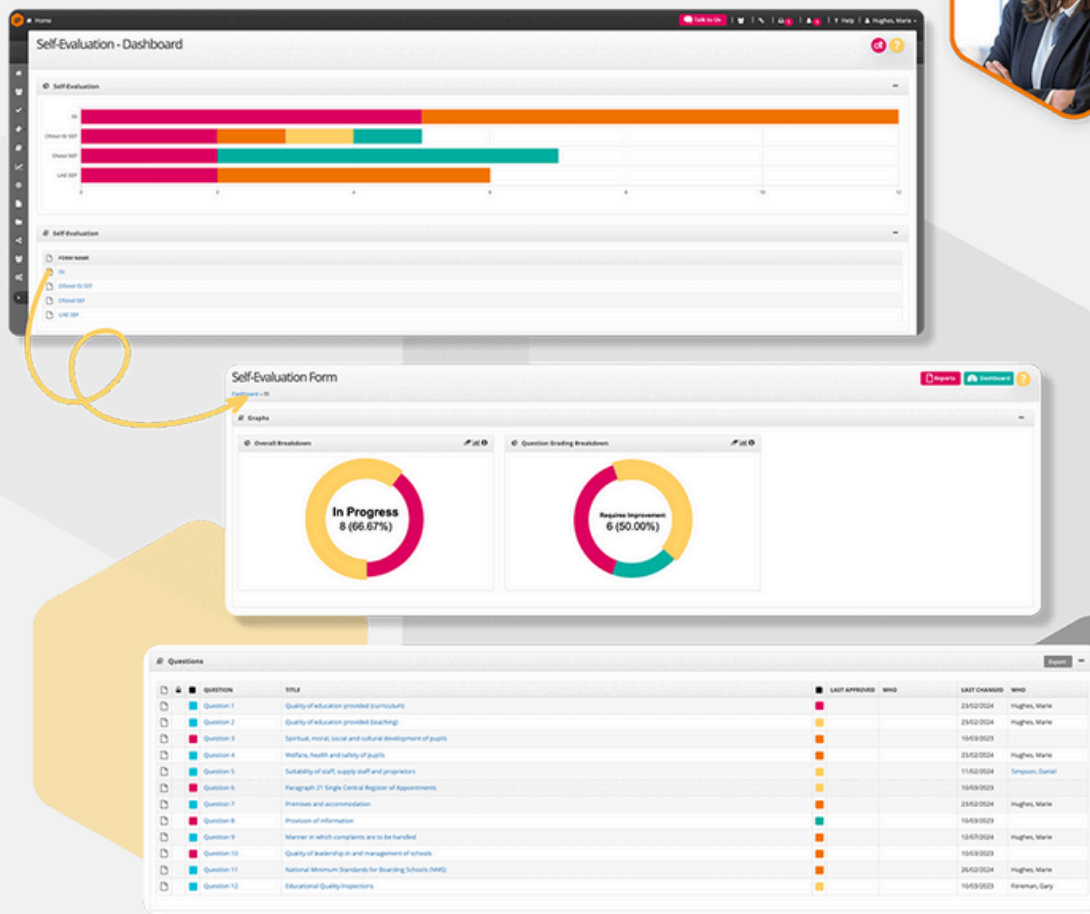 Home Talk to Us Help Hughes, Marie
Self-Evaluation - Dashboard
Self-Evaluation
ISI
Ofsted ISI SEF
Ofsted SEF
UAE SEF
0 2 4 6 8 10 12
Self-Evaluation
FORM NAME
ISI
Ofsted ISI SEF
Ofsted SEF
UAE SEF
Self-Evaluation Form
Reports Dashboard
Dashboard » ISI
Graphs
Overall Breakdown
Question Grading Breakdown
In Progress
8 (66.67%)
Requires Improvement
6 (50.00%)
Questions Export
QUESTION TITLE LAST APPROVED WHO LAST CHANGED WHO
Question 1 Quality of education provided (curriculum) 23/02/2024 Hughes, Marie
Question 2 Quality of education provided (teaching) 23/02/2024 Hughes, Marie
Question 3 Spiritual, moral, social and cultural development of pupils 10/03/2023
Question 4 Welfare, health and safety of pupils 23/02/2024 Hughes, Marie
Question 5 Suitability of staff, supply staff and proprietors 11/02/2024 Simpson, Daniel
Question 6 Paragraph 21 Single Central Register of Appointments 10/03/2023
Question 7 Premises and accommodation 23/02/2024 Hughes, Marie
Question 8 Provision of information 10/03/2023
Question 9 Manner in which complaints are to be handled 12/07/2024 Hughes, Marie
Question 10 Quality of leadership in and management of schools 10/03/2023
Question 11 National Minimum Standards for Boarding Schools (NMS) 26/02/2024 Hughes, Marie
Question 12 Educational Quality Inspections 10/03/2023 Foreman, Gary